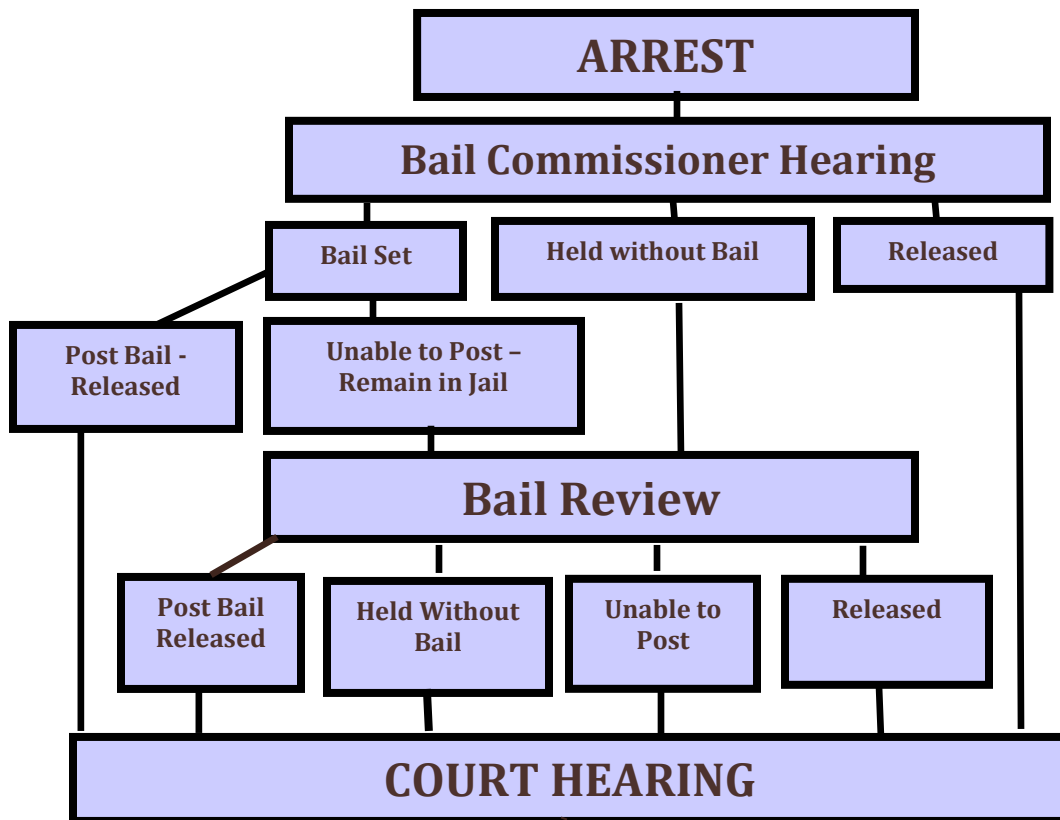 ARREST
Bail Commissioner Hearing
Bail Set
Held without Bail
Released
Post Bail -
Released
Unable to Post –
Remain in Jail
Bail Review
Post Bail
Released
Held Without
Bail
Unable to
Post
Released
COURT HEARING